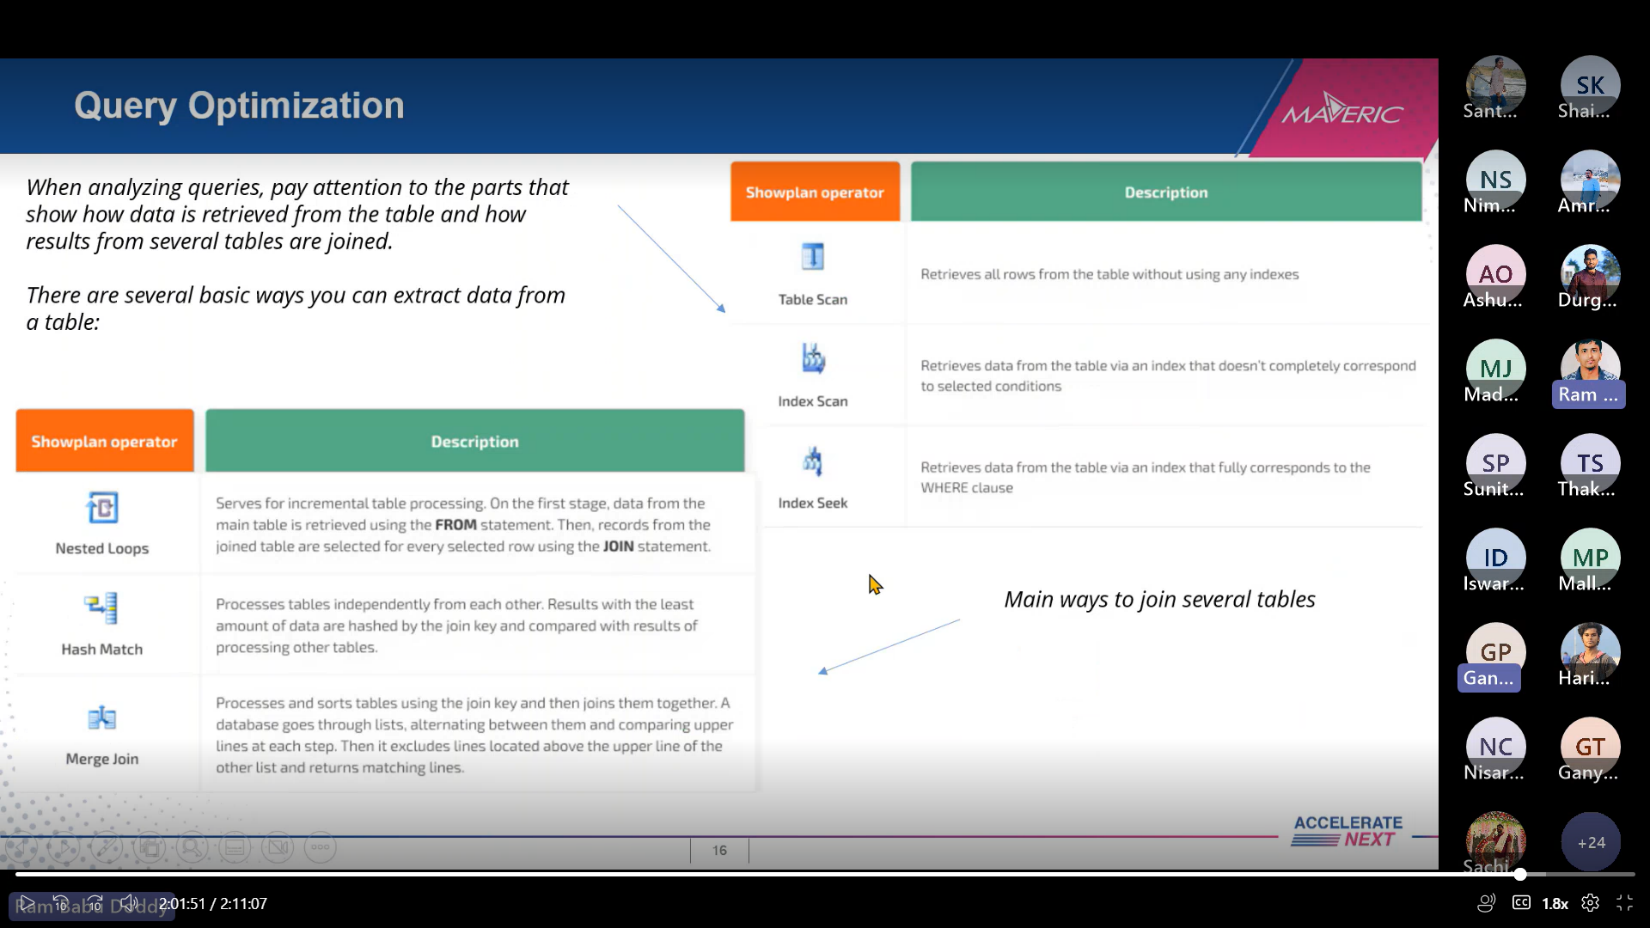 Query Optimization
MAVERIC
When analyzing queries, pay attention to the parts that
show how data is retrieved from the table and how
results from several tables are joined.
There are several basic ways you can extract data from
a table:
Showplan operator
Description
Table Scan
Retrieves all rows from the table without using any indexes
Index Scan
Retrieves data from the table via an index that doesn't completely correspond
to selected conditions
Index Seek
Retrieves data from the table via an index that fully corresponds to the
WHERE clause
Showplan operator
Description
Nested Loops
Serves for incremental table processing. On the first stage, data from the
main table is retrieved using the FROM statement. Then, records from the
joined table are selected for every selected row using the JOIN statement.
Hash Match
Processes tables independently from each other. Results with the least
amount of data are hashed by the join key and compared with results of
processing other tables.
Merge Join
Processes and sorts tables using the join key and then joins them together. A
database goes through lists, alternating between them and comparing upper
lines at each step. Then it excludes lines located above the upper line of the
other list and returns matching lines.
Main ways to join several tables
16
ACCELERATE
NEXT
Sant...
SK
Shai...
NS
Nim...
Amr...
AO
Ashu...
Durg...
MJ
Mad...
Ram ...
SP
Sunit...
TS
Thak...
ID
Iswar...
MP
Mall...
GP
Gan...
Hari...
NC
Nisar...
GT
Gany...
Sachi...
+24
Ram Babu Doddy
10
10
2:01:51 / 2:11:07
CC
1.8x